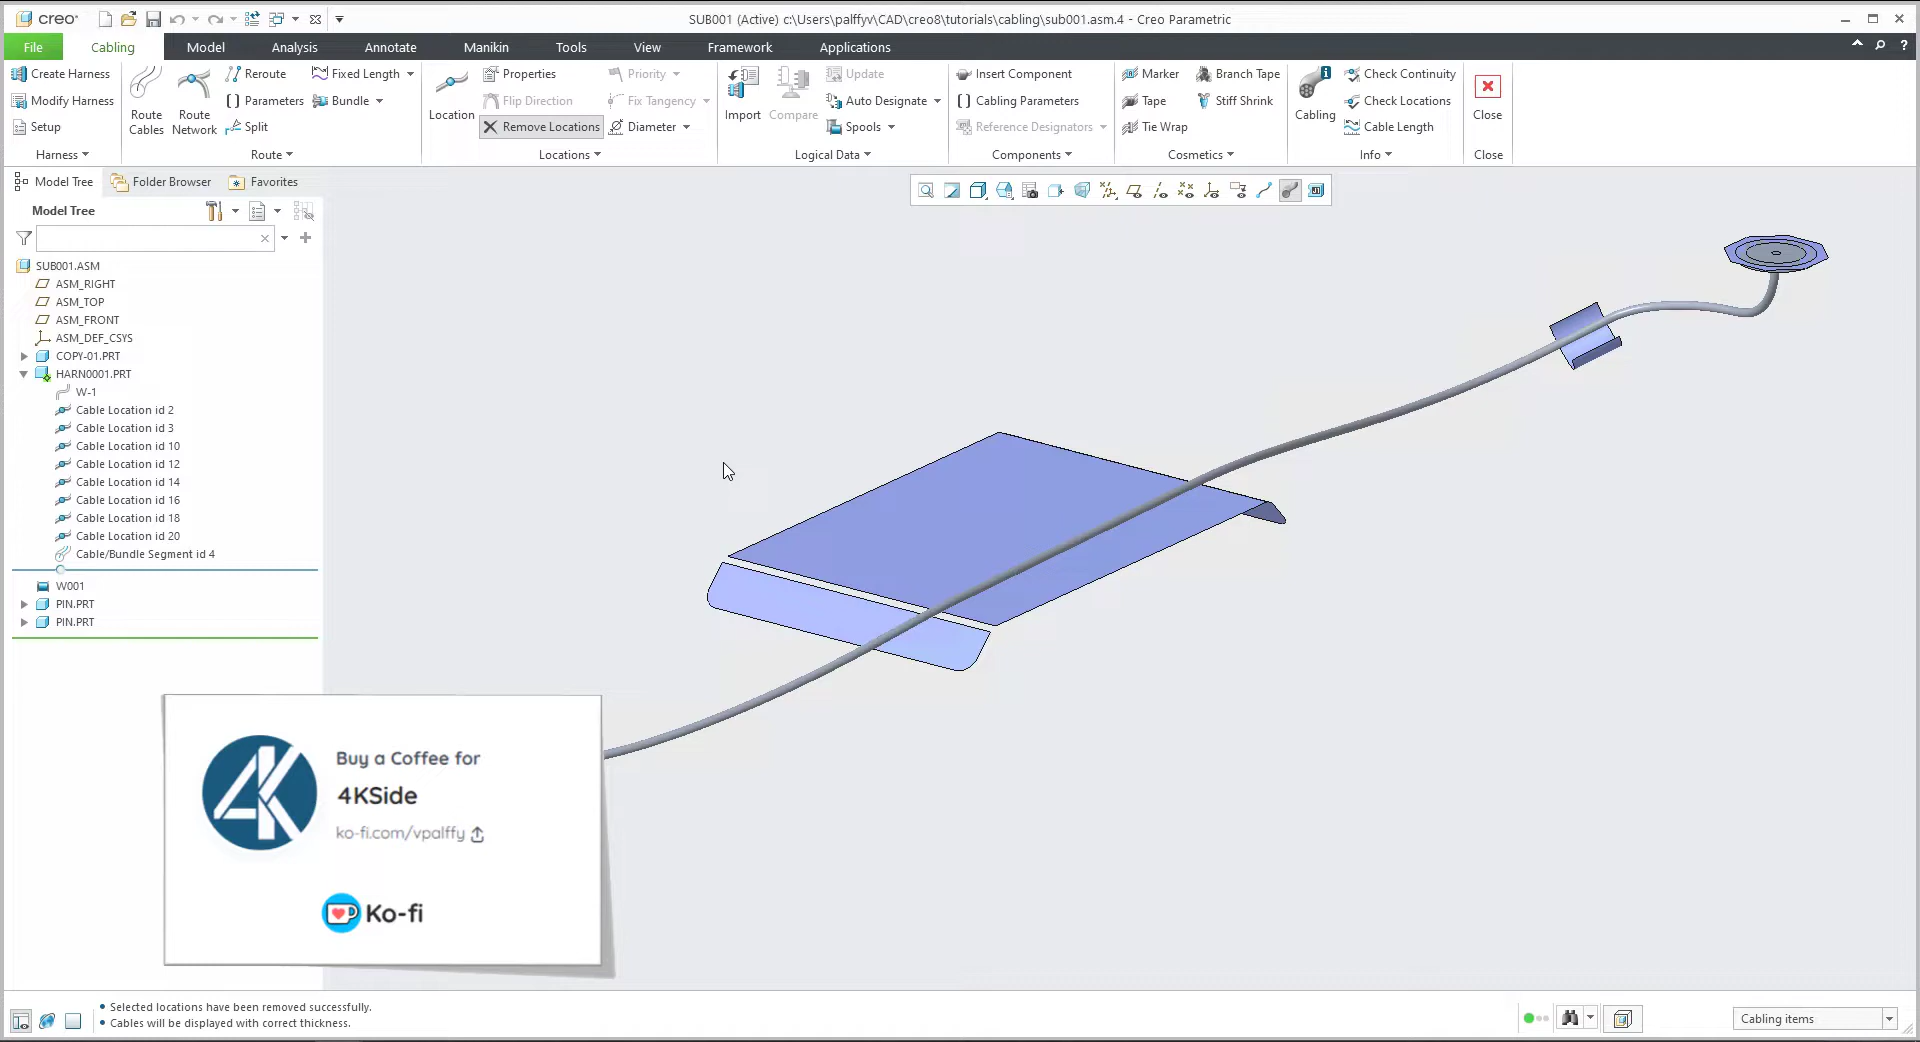 creo°
SUB001 (Active) c:\Users\palffyv\CAD\creo8\tutorials\cabling\sub001.asm.4 - Creo Parametric
File
Cabling
Model
Analysis
Annotate
Manikin
Tools
View
Framework
Applications
Create Harness
Modify Harness
Setup
Harness
Route Cables
Route Network
Reroute
Parameters
Split
Fixed Length
Bundle
Route
Location
Properties
Flip Direction
Remove Locations
Priority
Fix Tangency
Diameter
Locations
Import
Compare
Update
Auto Designate
Spools
Logical Data
Insert Component
Cabling Parameters
Reference Designators
Components
Marker
Tape
Tie Wrap
Branch Tape
Stiff Shrink
Cosmetics
Cabling
Check Continuity
Check Locations
Cable Length
Info
Close
Close
Model Tree
Folder Browser
Favorites
Model Tree
SUB001.ASM
ASM_RIGHT
ASM_TOP
ASM_FRONT
ASM_DEF_CSYS
COPY-01.PRT
HARN0001.PRT
W-1
Cable Location id 2
Cable Location id 3
Cable Location id 10
Cable Location id 12
Cable Location id 14
Cable Location id 16
Cable Location id 18
Cable Location id 20
Cable/Bundle Segment id 4
W001
PIN.PRT
PIN.PRT
4K
Buy a Coffee for
4KSide
ko-fi.com/vpalffy
Ko-fi
• Selected locations have been removed successfully.
• Cables will be displayed with correct thickness.
Cabling items